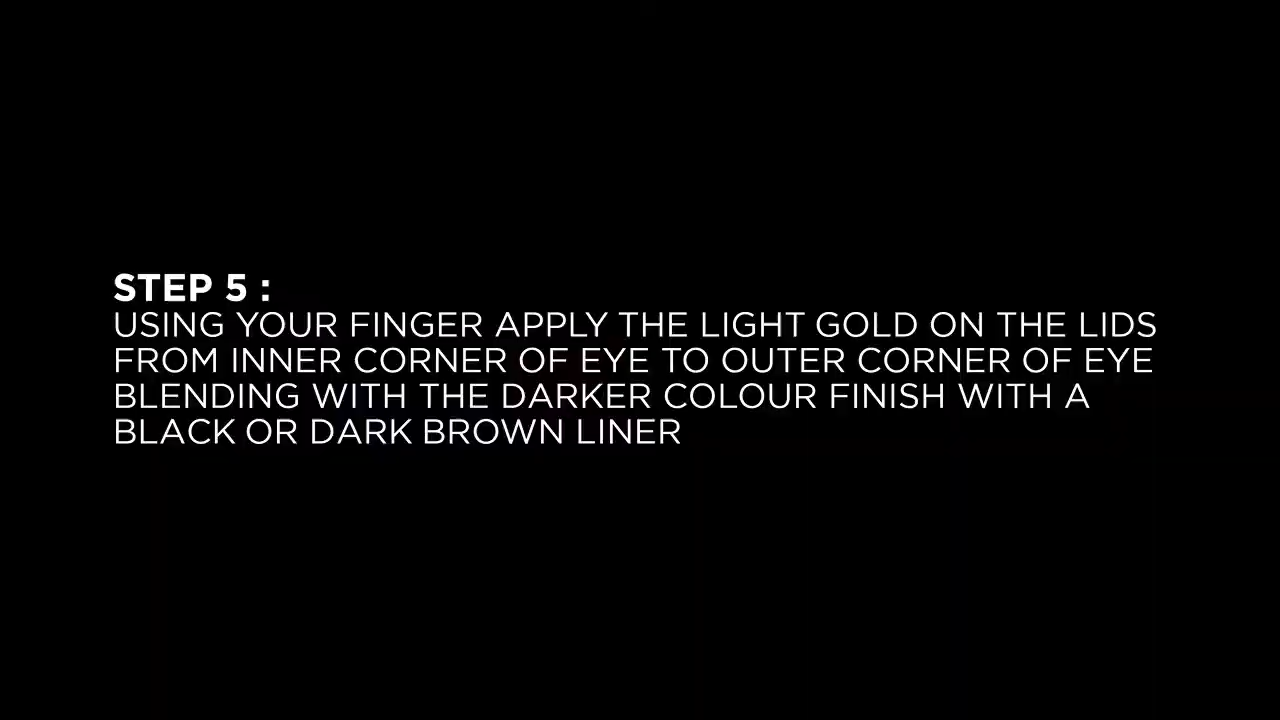 STEP 5 :
USING YOUR FINGER APPLY THE LIGHT GOLD ON THE LIDS
FROM INNER CORNER OF EYE TO OUTER CORNER OF EYE
BLENDING WITH THE DARKER COLOUR FINISH WITH A
BLACK OR DARK BROWN LINER